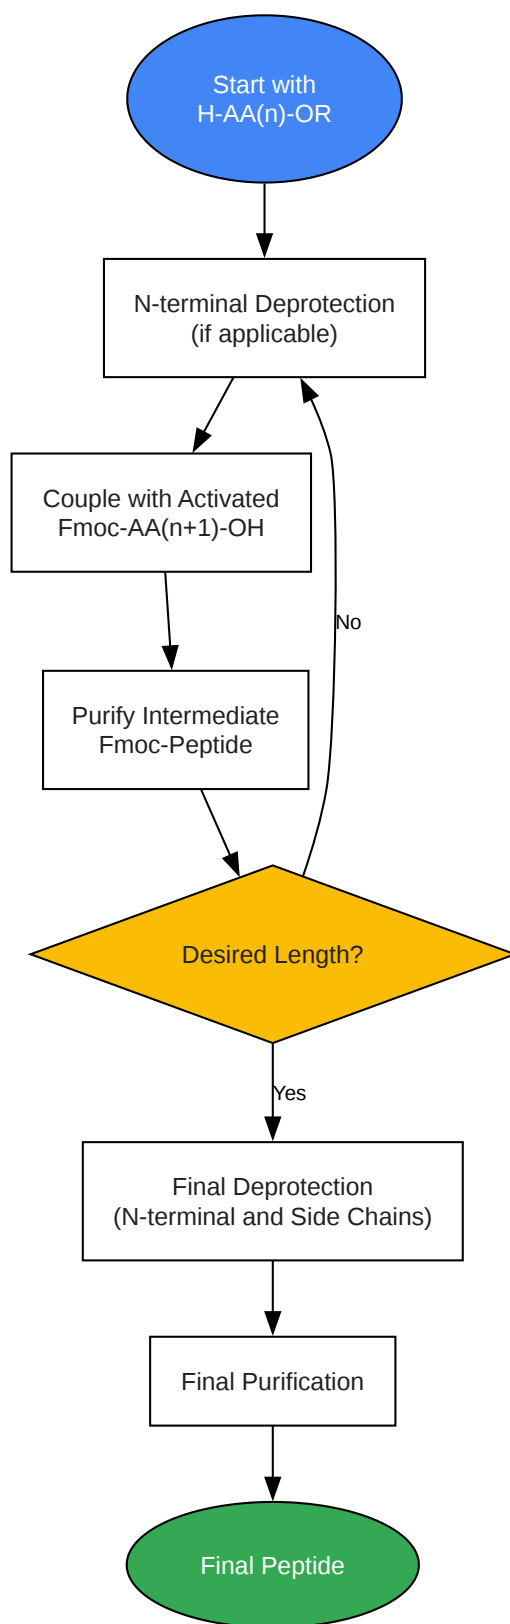 Start with
H-AA(n)-OR
N-terminal Deprotection
(if applicable)
Couple with Activated
Fmoc-AA(n+1)-OH
No
Purify Intermediate
Fmoc-Peptide
Desired Length?
Yes
Final Deprotection
(N-terminal and Side Chains)
Final Purification
Final Peptide